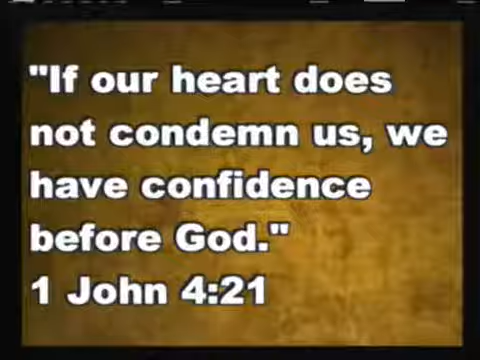 "If our heart does
not condemn us, we
have confidence
before God."
1 John 4:21